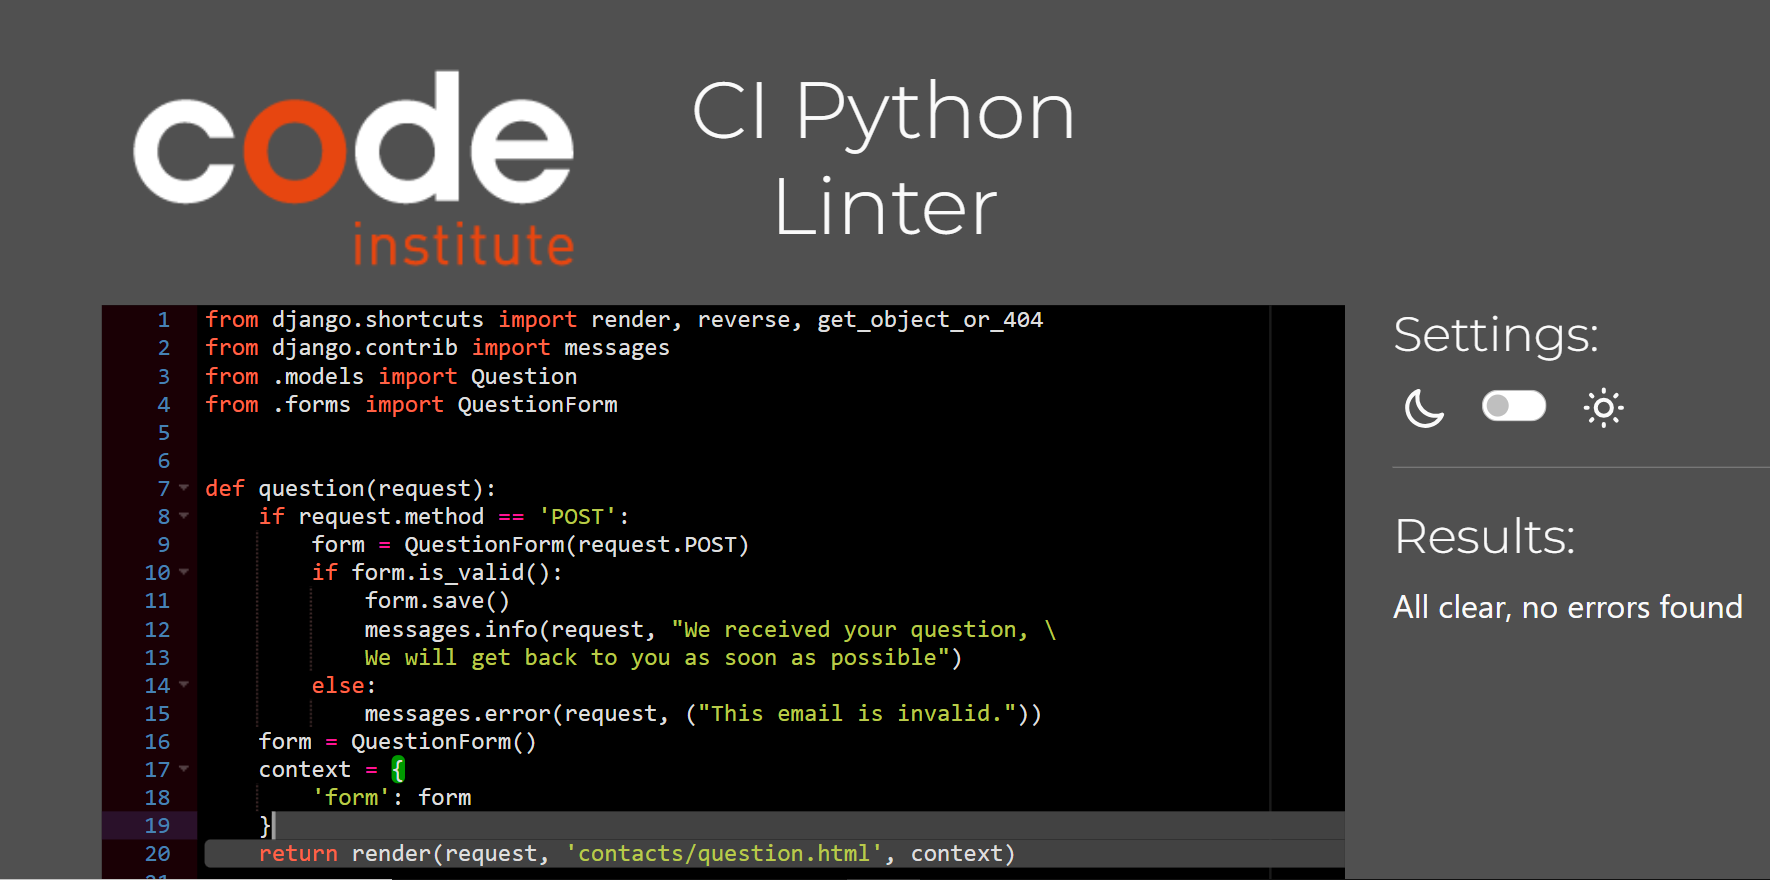 code
institute
CI Python
Linter
1 from django.shortcuts import render, reverse, get_object_or_404
2 from django.contrib import messages
3 from .models import Question
4 from .forms import QuestionForm
5
6
7 def question(request):
8     if request.method == 'POST':
9         form = QuestionForm(request.POST)
10         if form.is_valid():
11             form.save()
12             messages.info(request, "We received your question, \
13             We will get back to you as soon as possible")
14         else:
15             messages.error(request, ("This email is invalid."))
16     form = QuestionForm()
17     context = {
18         'form': form
19     }
20     return render(request, 'contacts/question.html', context)
Settings:
Results:
All clear, no errors found